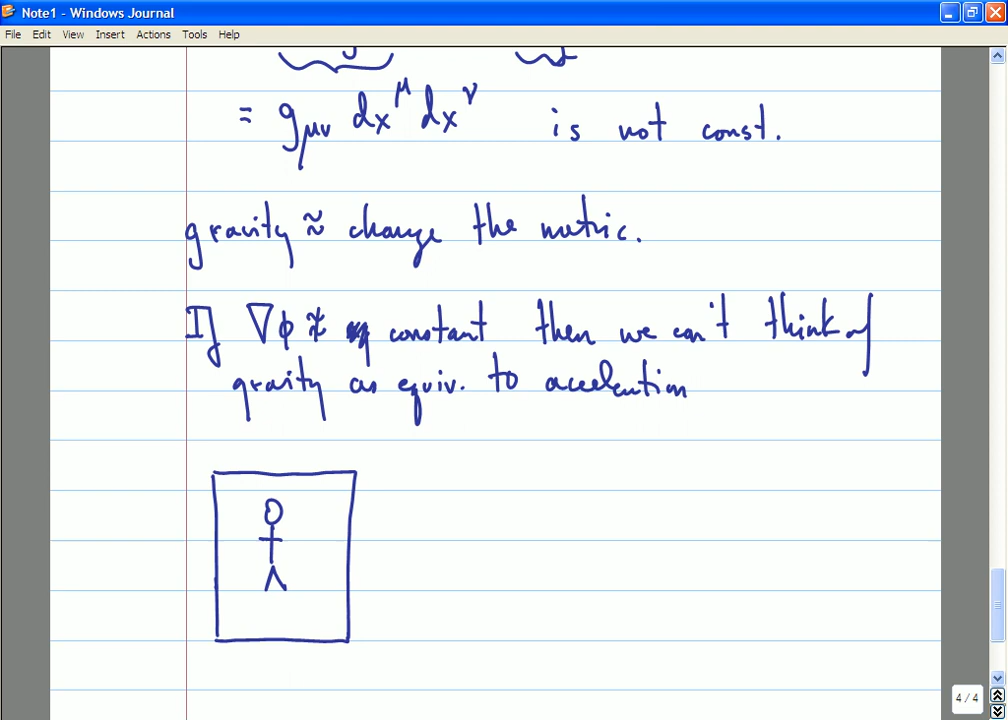 Note1 - Windows Journal
File Edit View Insert Actions Tools Help
= gμν dx^μ dx^ν is not const.
gravity ≈ change the metric.
If ∇φ ≠ constant then we can't think of
gravity as equiv. to acceleration
4 / 4